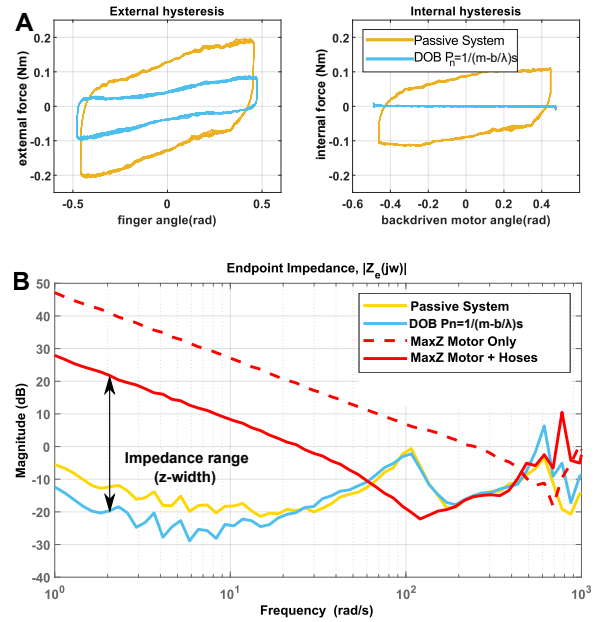 A
External hysteresis
0.2
0.1
0
-0.1
-0.2
external force (Nm)
-0.5
0
0.5
finger angle(rad)
Internal hysteresis
Passive System
DOB Pn=1/(m-b/λ)s
0.2
0.1
0
-0.1
-0.2
internal force (Nm)
-0.6
-0.4
-0.2
0
0.2
0.4
0.6
backdriven motor angle(rad)
B
Endpoint Impedance, |Ze(jw)|
50
40
30
20
10
0
-10
-20
-30
-40
Magnitude (dB)
Passive System
DOB Pn=1/(m-b/λ)s
MaxZ Motor Only
MaxZ Motor + Hoses
Impedance range
(z-width)
10^0
10^1
10^2
10^3
Frequency (rad/s)